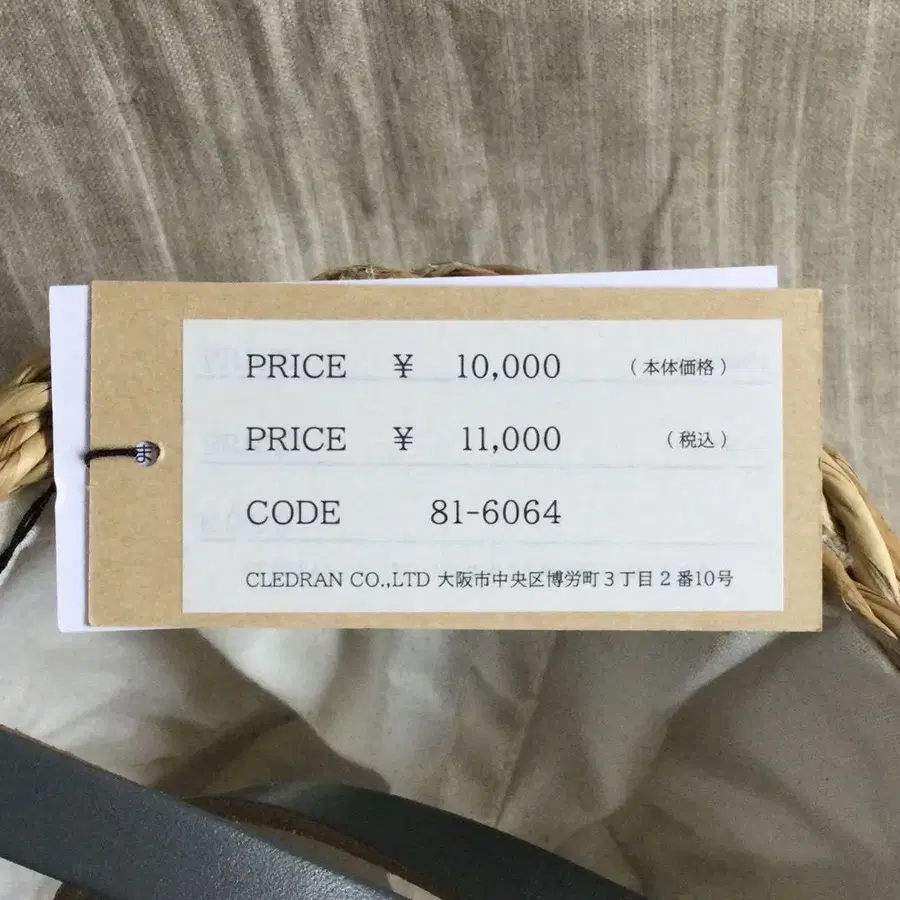 PRICE ¥ 10,000 (本体価格)
PRICE ¥ 11,000 (税込)
CODE 81-6064
CLEDRAN CO.,LTD 大阪市中央区博労町3丁目2番10号